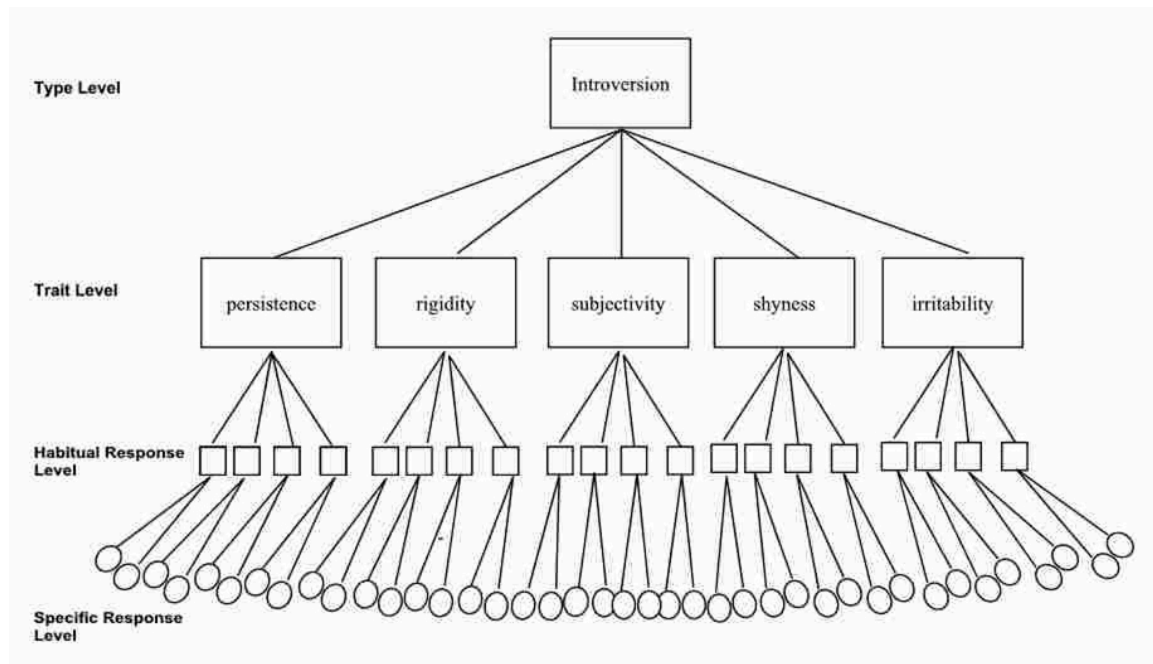 Type Level
Introversion
Trait Level
persistence
rigidity
subjectivity
shyness
irritability
Habitual Response
Level
Specific Response
Level